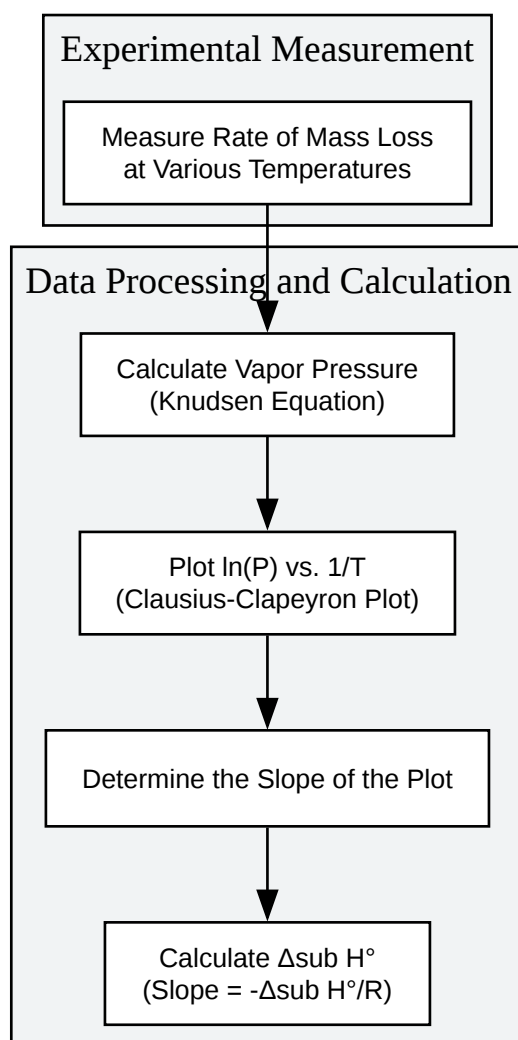 Experimental Measurement
Measure Rate of Mass Loss
at Various Temperatures
Data Processing and Calculation
Calculate Vapor Pressure
(Knudsen Equation)
Plot ln(P) vs. 1/T
(Clausius-Clapeyron Plot)
Determine the Slope of the Plot
Calculate Δsub H°
(Slope = -Δsub H°/R)